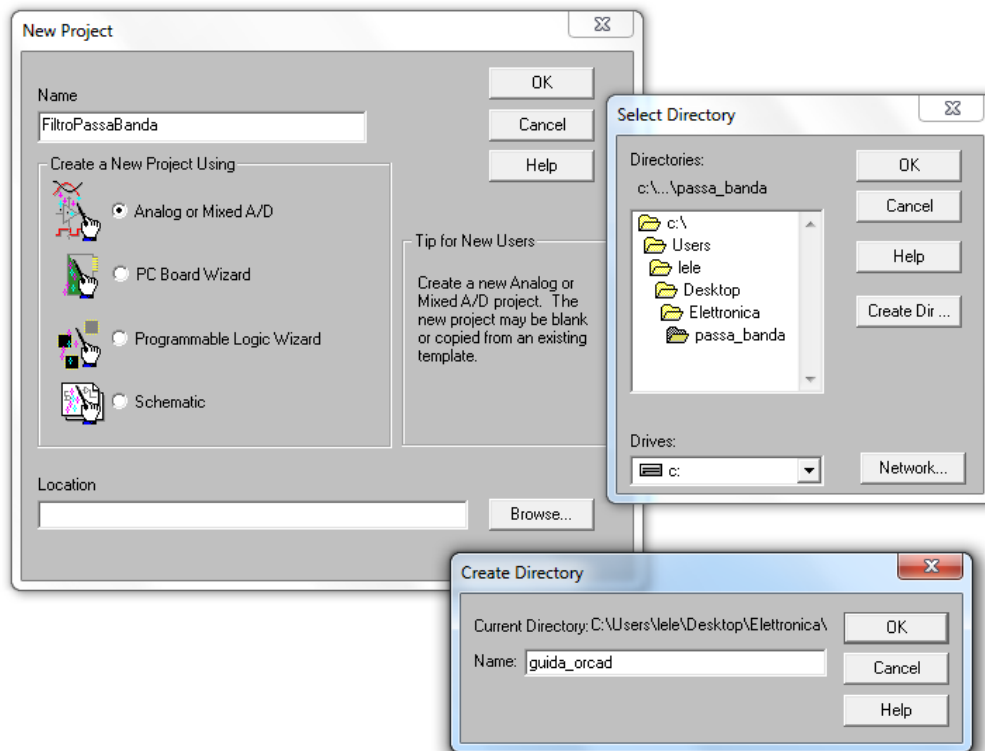 New Project
Name
OK
FiltroPassaBanda
Cancel
Help
Create a New Project Using
Analog or Mixed A/D
PC Board Wizard
Programmable Logic Wizard
Schematic
Tip for New Users
Create a new Analog or
Mixed A/D project. The
new project may be blank
or copied from an existing
template.
Location
Browse...
Select Directory
Directories:
OK
c:\...\passa_banda
Cancel
c:\
Users
lele
Desktop
Elettronica
passa_banda
Help
Create Dir ...
Drives:
c:
Network...
Create Directory
Current Directory: C:\Users\lele\Desktop\Elettronica\
OK
Name: guida_orcad
Cancel
Help